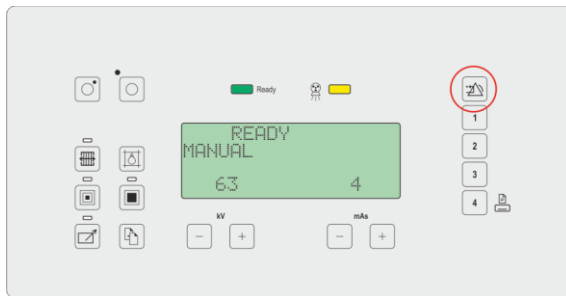 Ready
READY
MANUAL
63 4
kV mAs
− + − +
1
2
3
4